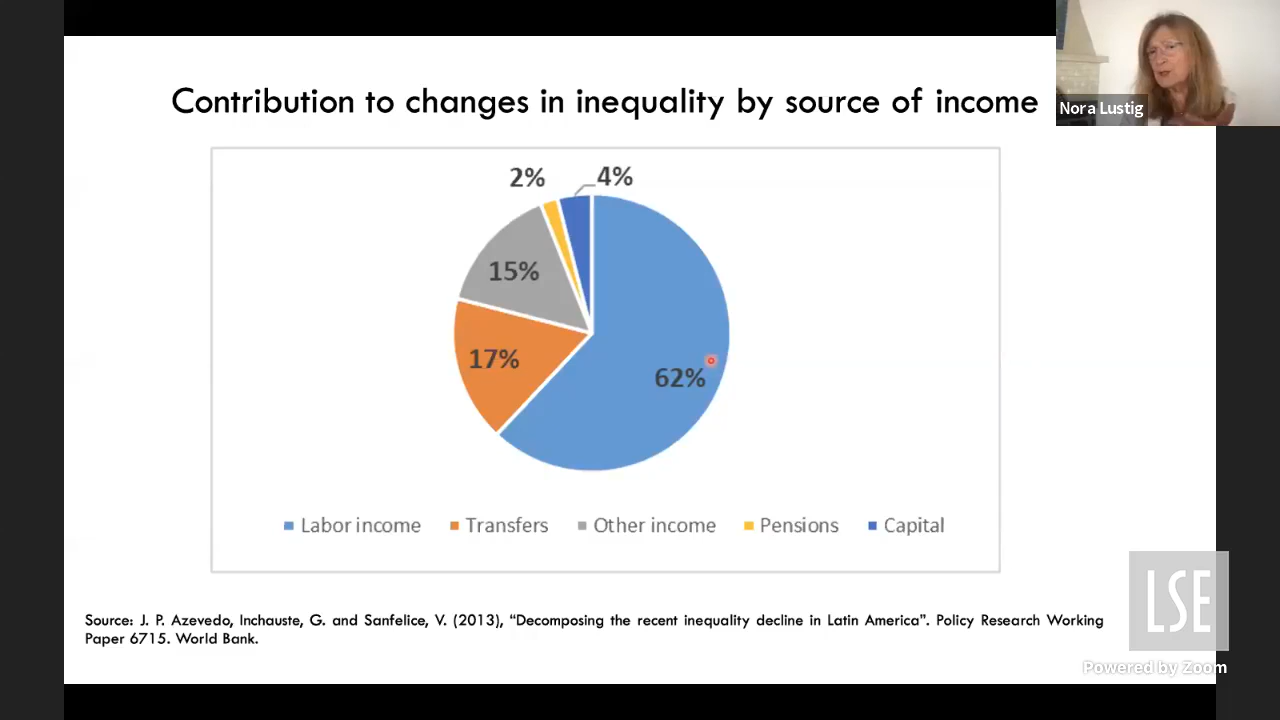 Contribution to changes in inequality by source of income
Nora Lustig
2%
4%
15%
17%
62%
Labor income
Transfers
Other income
Pensions
Capital
Source: J. P. Azevedo, Inchauste, G. and Sanfelice, V. (2013), “Decomposing the recent inequality decline in Latin America”. Policy Research Working
Paper 6715. World Bank.
LSE
Powered by Zoom